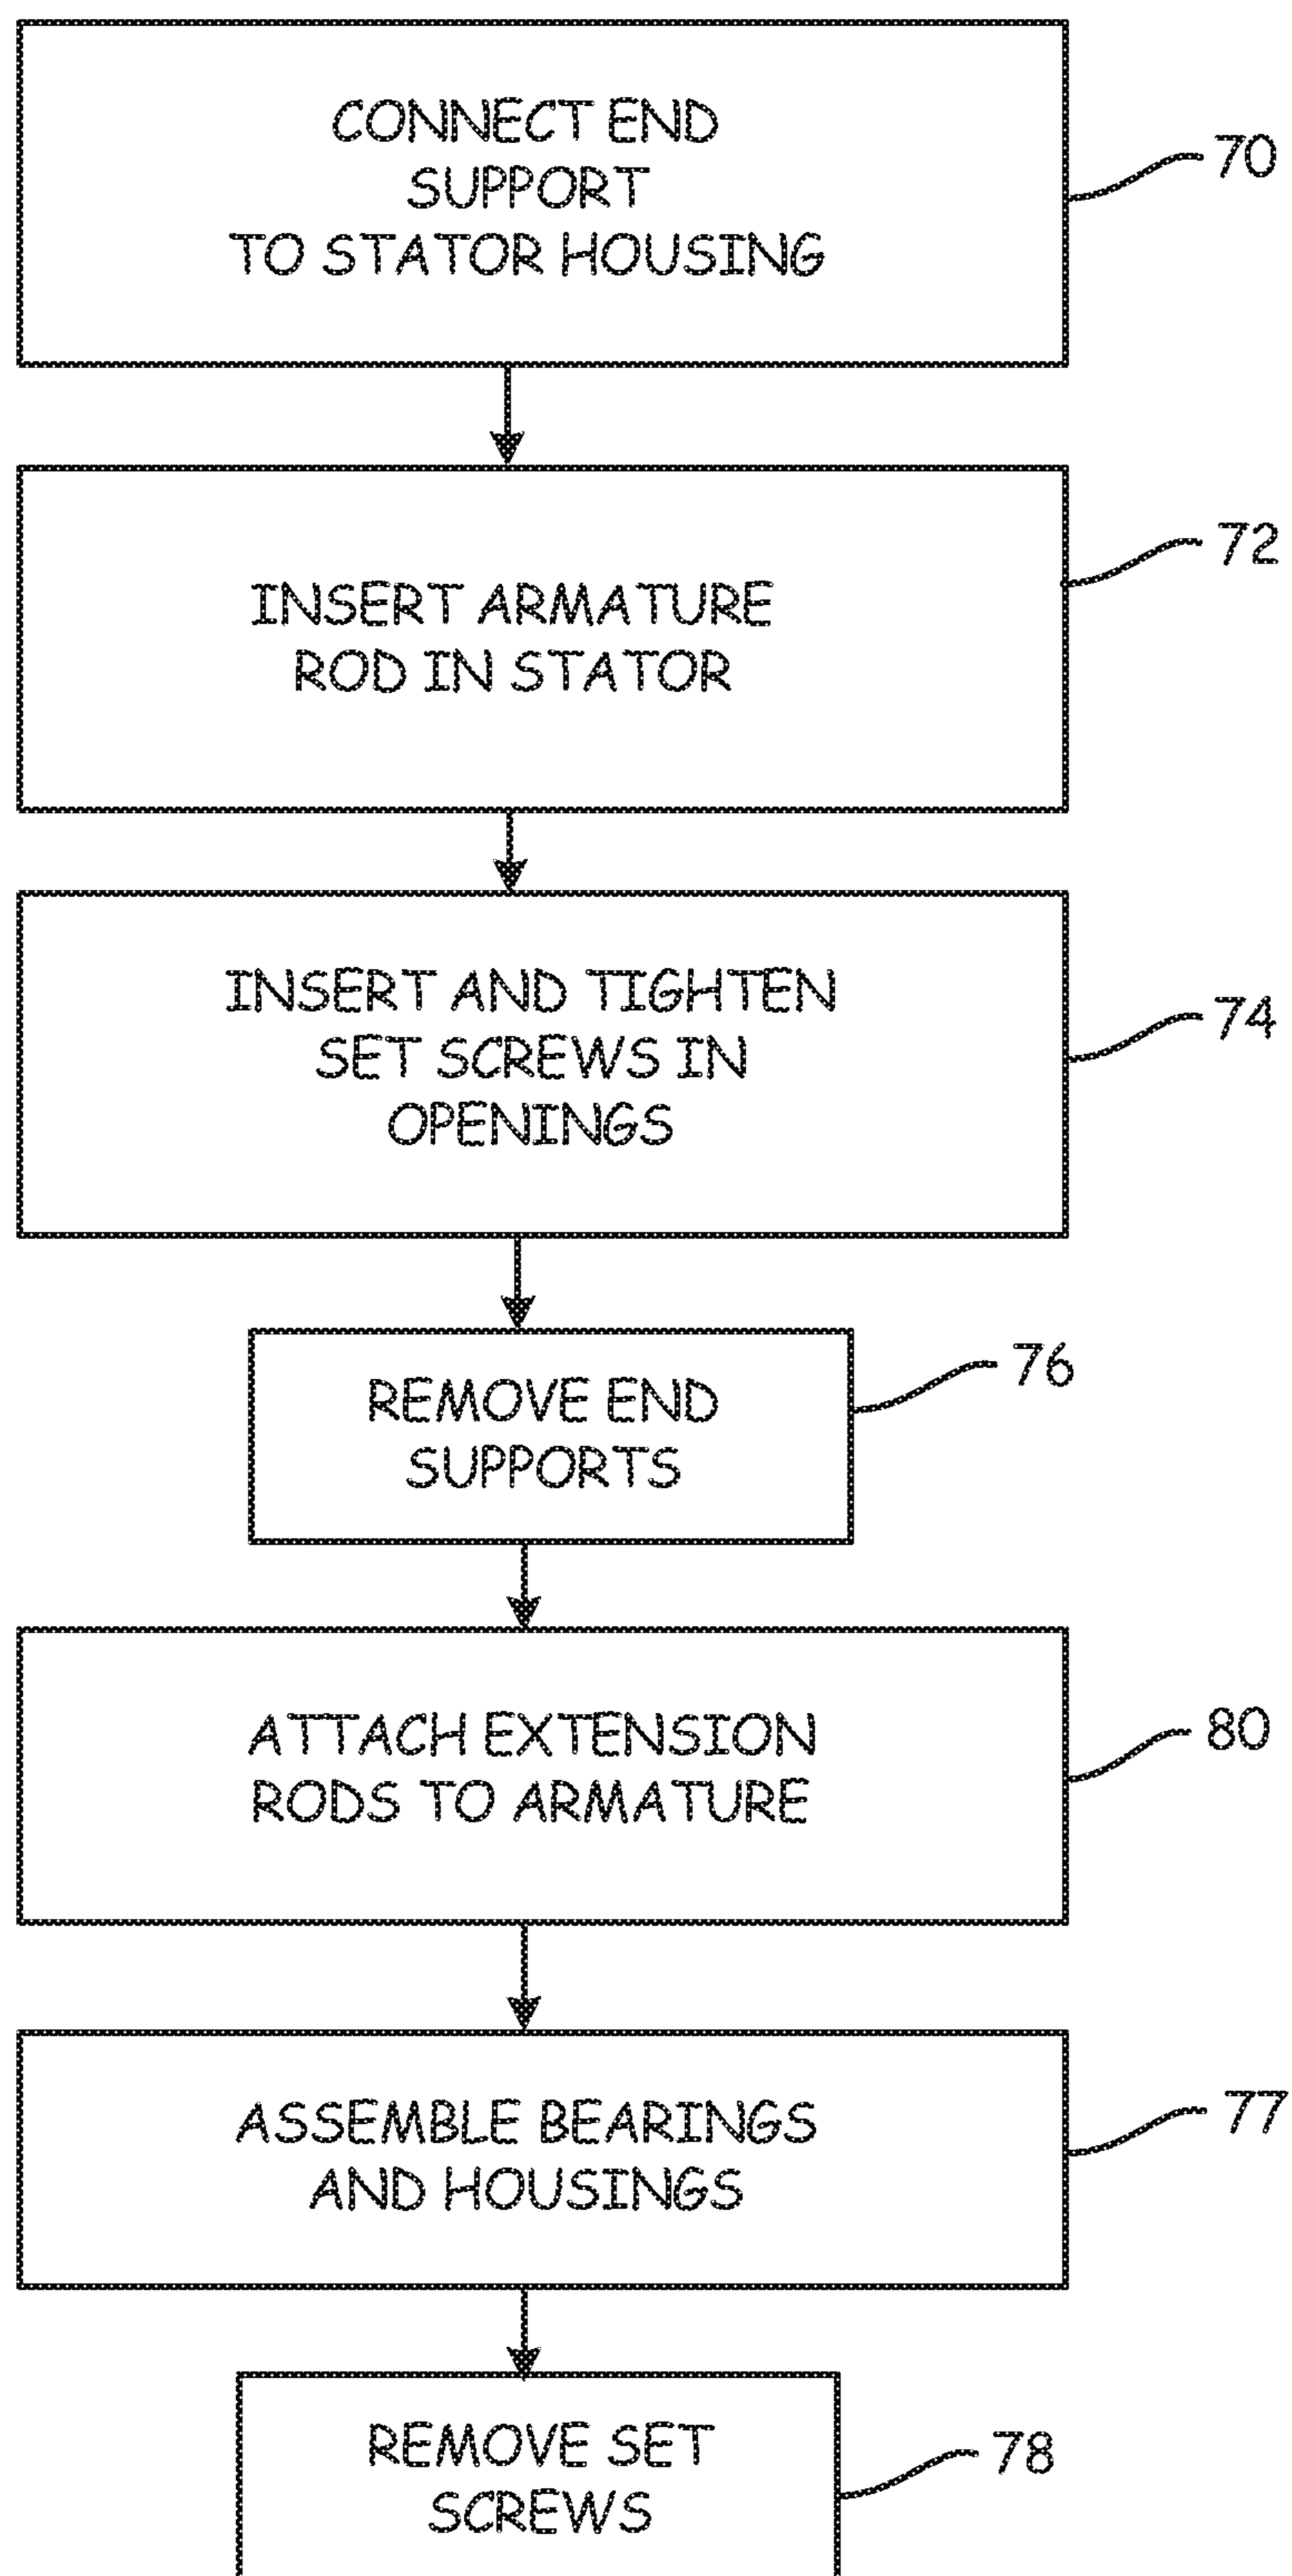 CONNECT END
SUPPORT
TO STATOR HOUSING
70
INSERT ARMATURE
ROD IN STATOR
72
INSERT AND TIGHTEN
SET SCREWS IN
OPENINGS
74
REMOVE END
SUPPORTS
76
ATTACH EXTENSION
RODS TO ARMATURE
80
ASSEMBLE BEARINGS
AND HOUSINGS
77
REMOVE SET
SCREWS
78